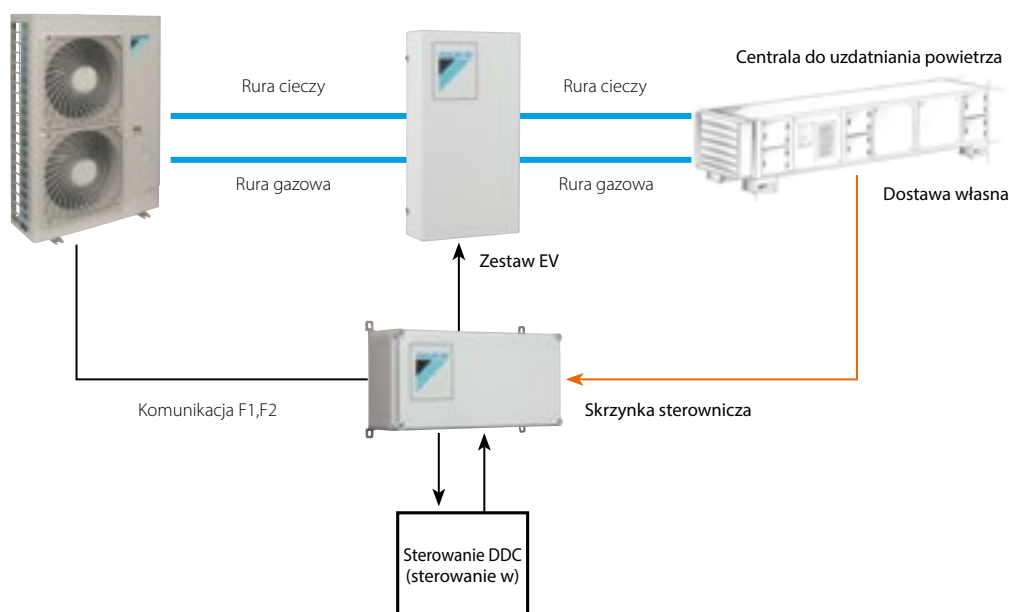 Centrala do uzdatniania powietrza
Rura cieczy
Rura cieczy
Rura gazowa
Rura gazowa
Dostawa własna
Zestaw EV
Komunikacja F1,F2
Skrzynka sterownicza
Sterowanie DDC
(sterowanie w)